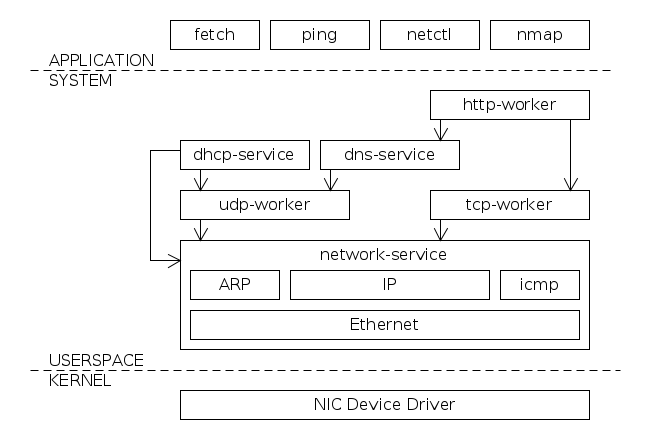 fetch ping netctl nmap
APPLICATION
SYSTEM
http-worker
dhcp-service dns-service
udp-worker tcp-worker
network-service
ARP IP icmp
Ethernet
USERSPACE
KERNEL
NIC Device Driver